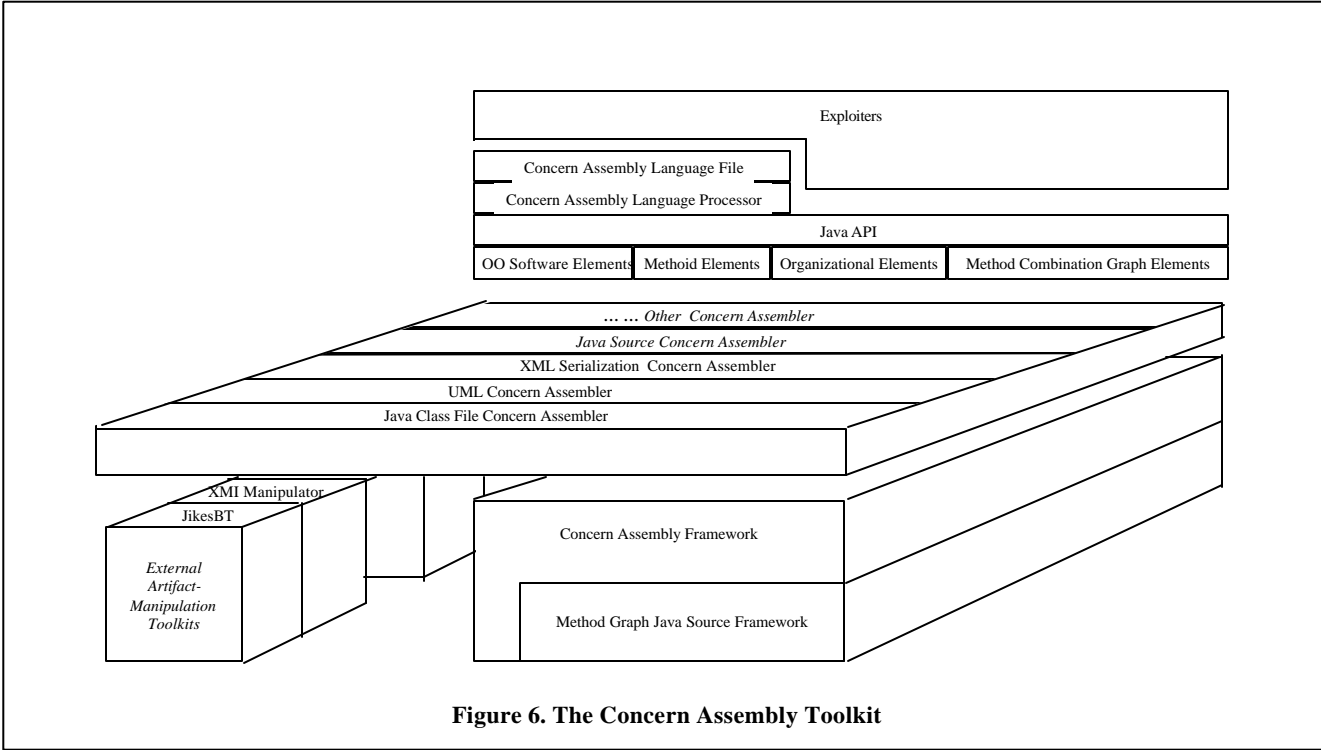 Exploiters
Concern Assembly Language File
Concern Assembly Language Processor
Java API
OO Software Elements
Methoid Elements
Organizational Elements
Method Combination Graph Elements
... ... Other Concern Assembler
Java Source Concern Assembler
XML Serialization Concern Assembler
UML Concern Assembler
Java Class File Concern Assembler
XMI Manipulator
JikesBT
External
Artifact-
Manipulation
Toolkits
Concern Assembly Framework
Method Graph Java Source Framework
Figure 6. The Concern Assembly Toolkit